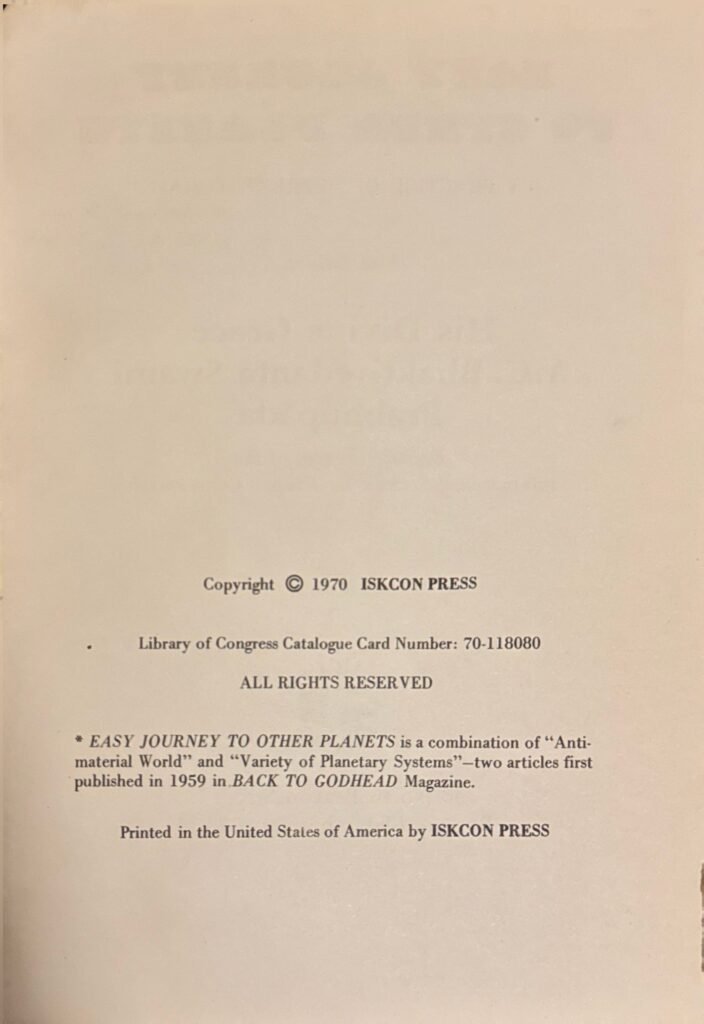 Copyright © 1970 ISKCON PRESS
Library of Congress Catalogue Card Number: 70-118080
ALL RIGHTS RESERVED
* EASY JOURNEY TO OTHER PLANETS is a combination of “Anti-
material World” and “Variety of Planetary Systems”—two articles first
published in 1959 in BACK TO GODHEAD Magazine.
Printed in the United States of America by ISKCON PRESS